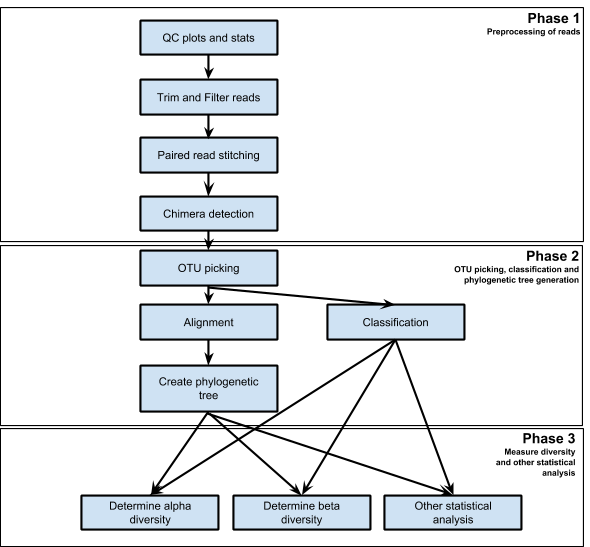 Phase 1
Preprocessing of reads
QC plots and stats
Trim and Filter reads
Paired read stitching
Chimera detection
Phase 2
OTU picking, classification and
phylogenetic tree generation
OTU picking
Alignment
Classification
Create phylogenetic
tree
Phase 3
Measure diversity
and other statistical
analysis
Determine alpha
diversity
Determine beta
diversity
Other statistical
analysis